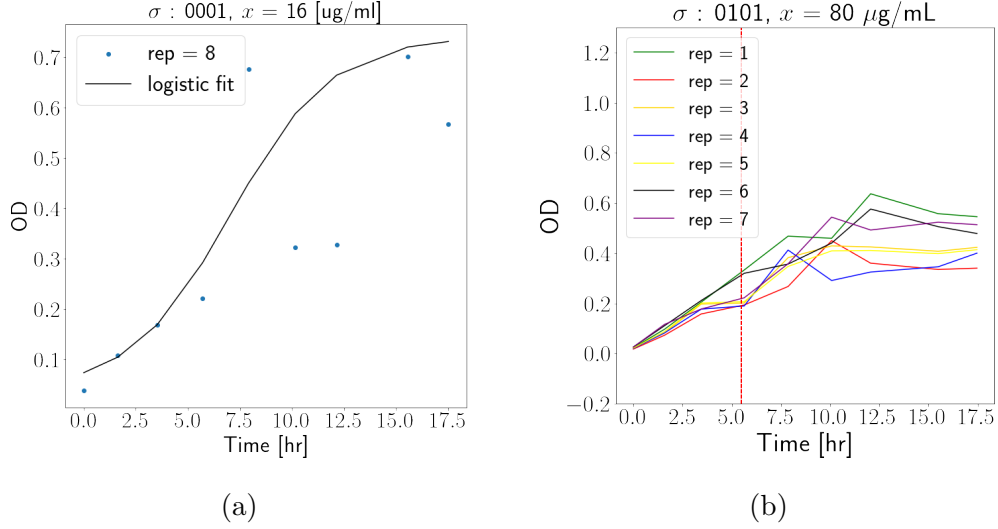 σ : 0001, x = 16 [ug/ml]
rep = 8
logistic fit
0.7
0.6
0.5
0.4
0.3
0.2
0.1
OD
0.0 2.5 5.0 7.5 10.0 12.5 15.0 17.5
Time [hr]
(a)
σ : 0101, x = 80 μg/mL
rep = 1
rep = 2
rep = 3
rep = 4
rep = 5
rep = 6
rep = 7
1.2
1.0
0.8
0.6
0.4
0.2
0.0
−0.2
OD
0.0 2.5 5.0 7.5 10.0 12.5 15.0 17.5
Time [hr]
(b)